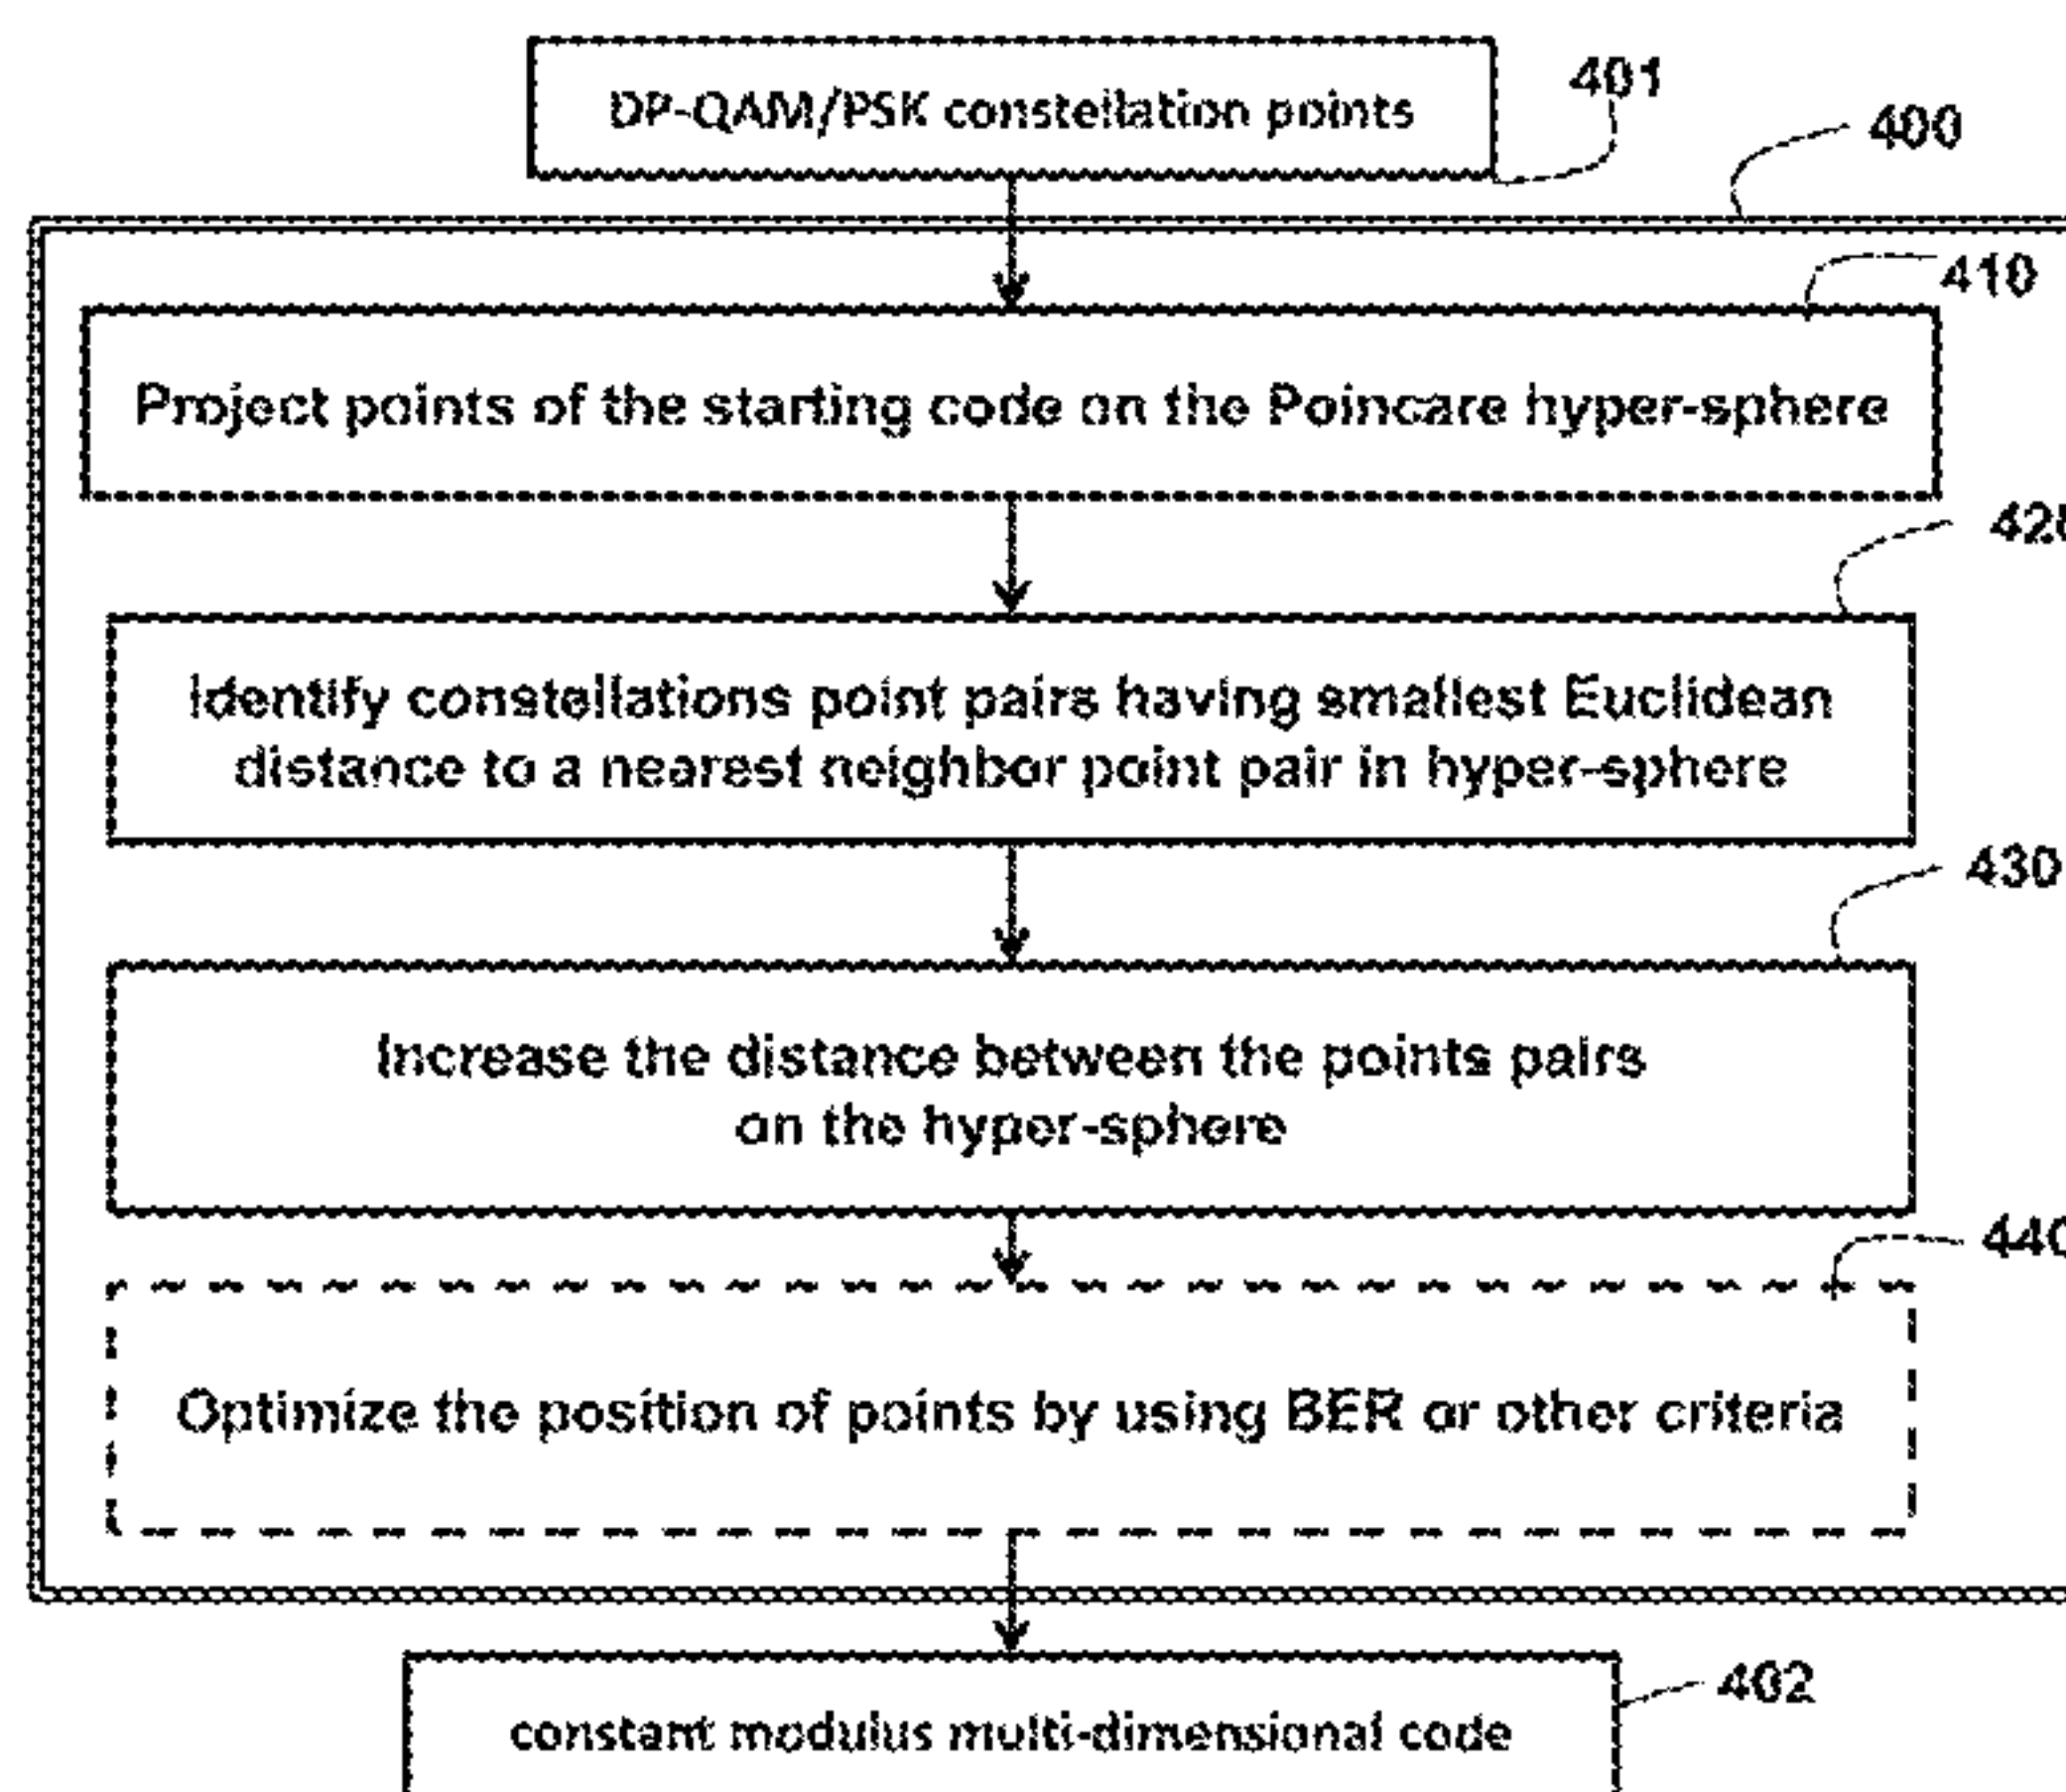 DP-QAM/PSK constellation points
401
400
410
Project points of the starting code on the Poincare hyper-sphere
Identify constellations point pairs having smallest Euclidean
distance to a nearest neighbor point pair in hyper-sphere
430
Increase the distance between the points pairs
on the hyper-sphere
440
Optimize the position of points by using BER or other criteria
402
constant modulus multi-dimensional code